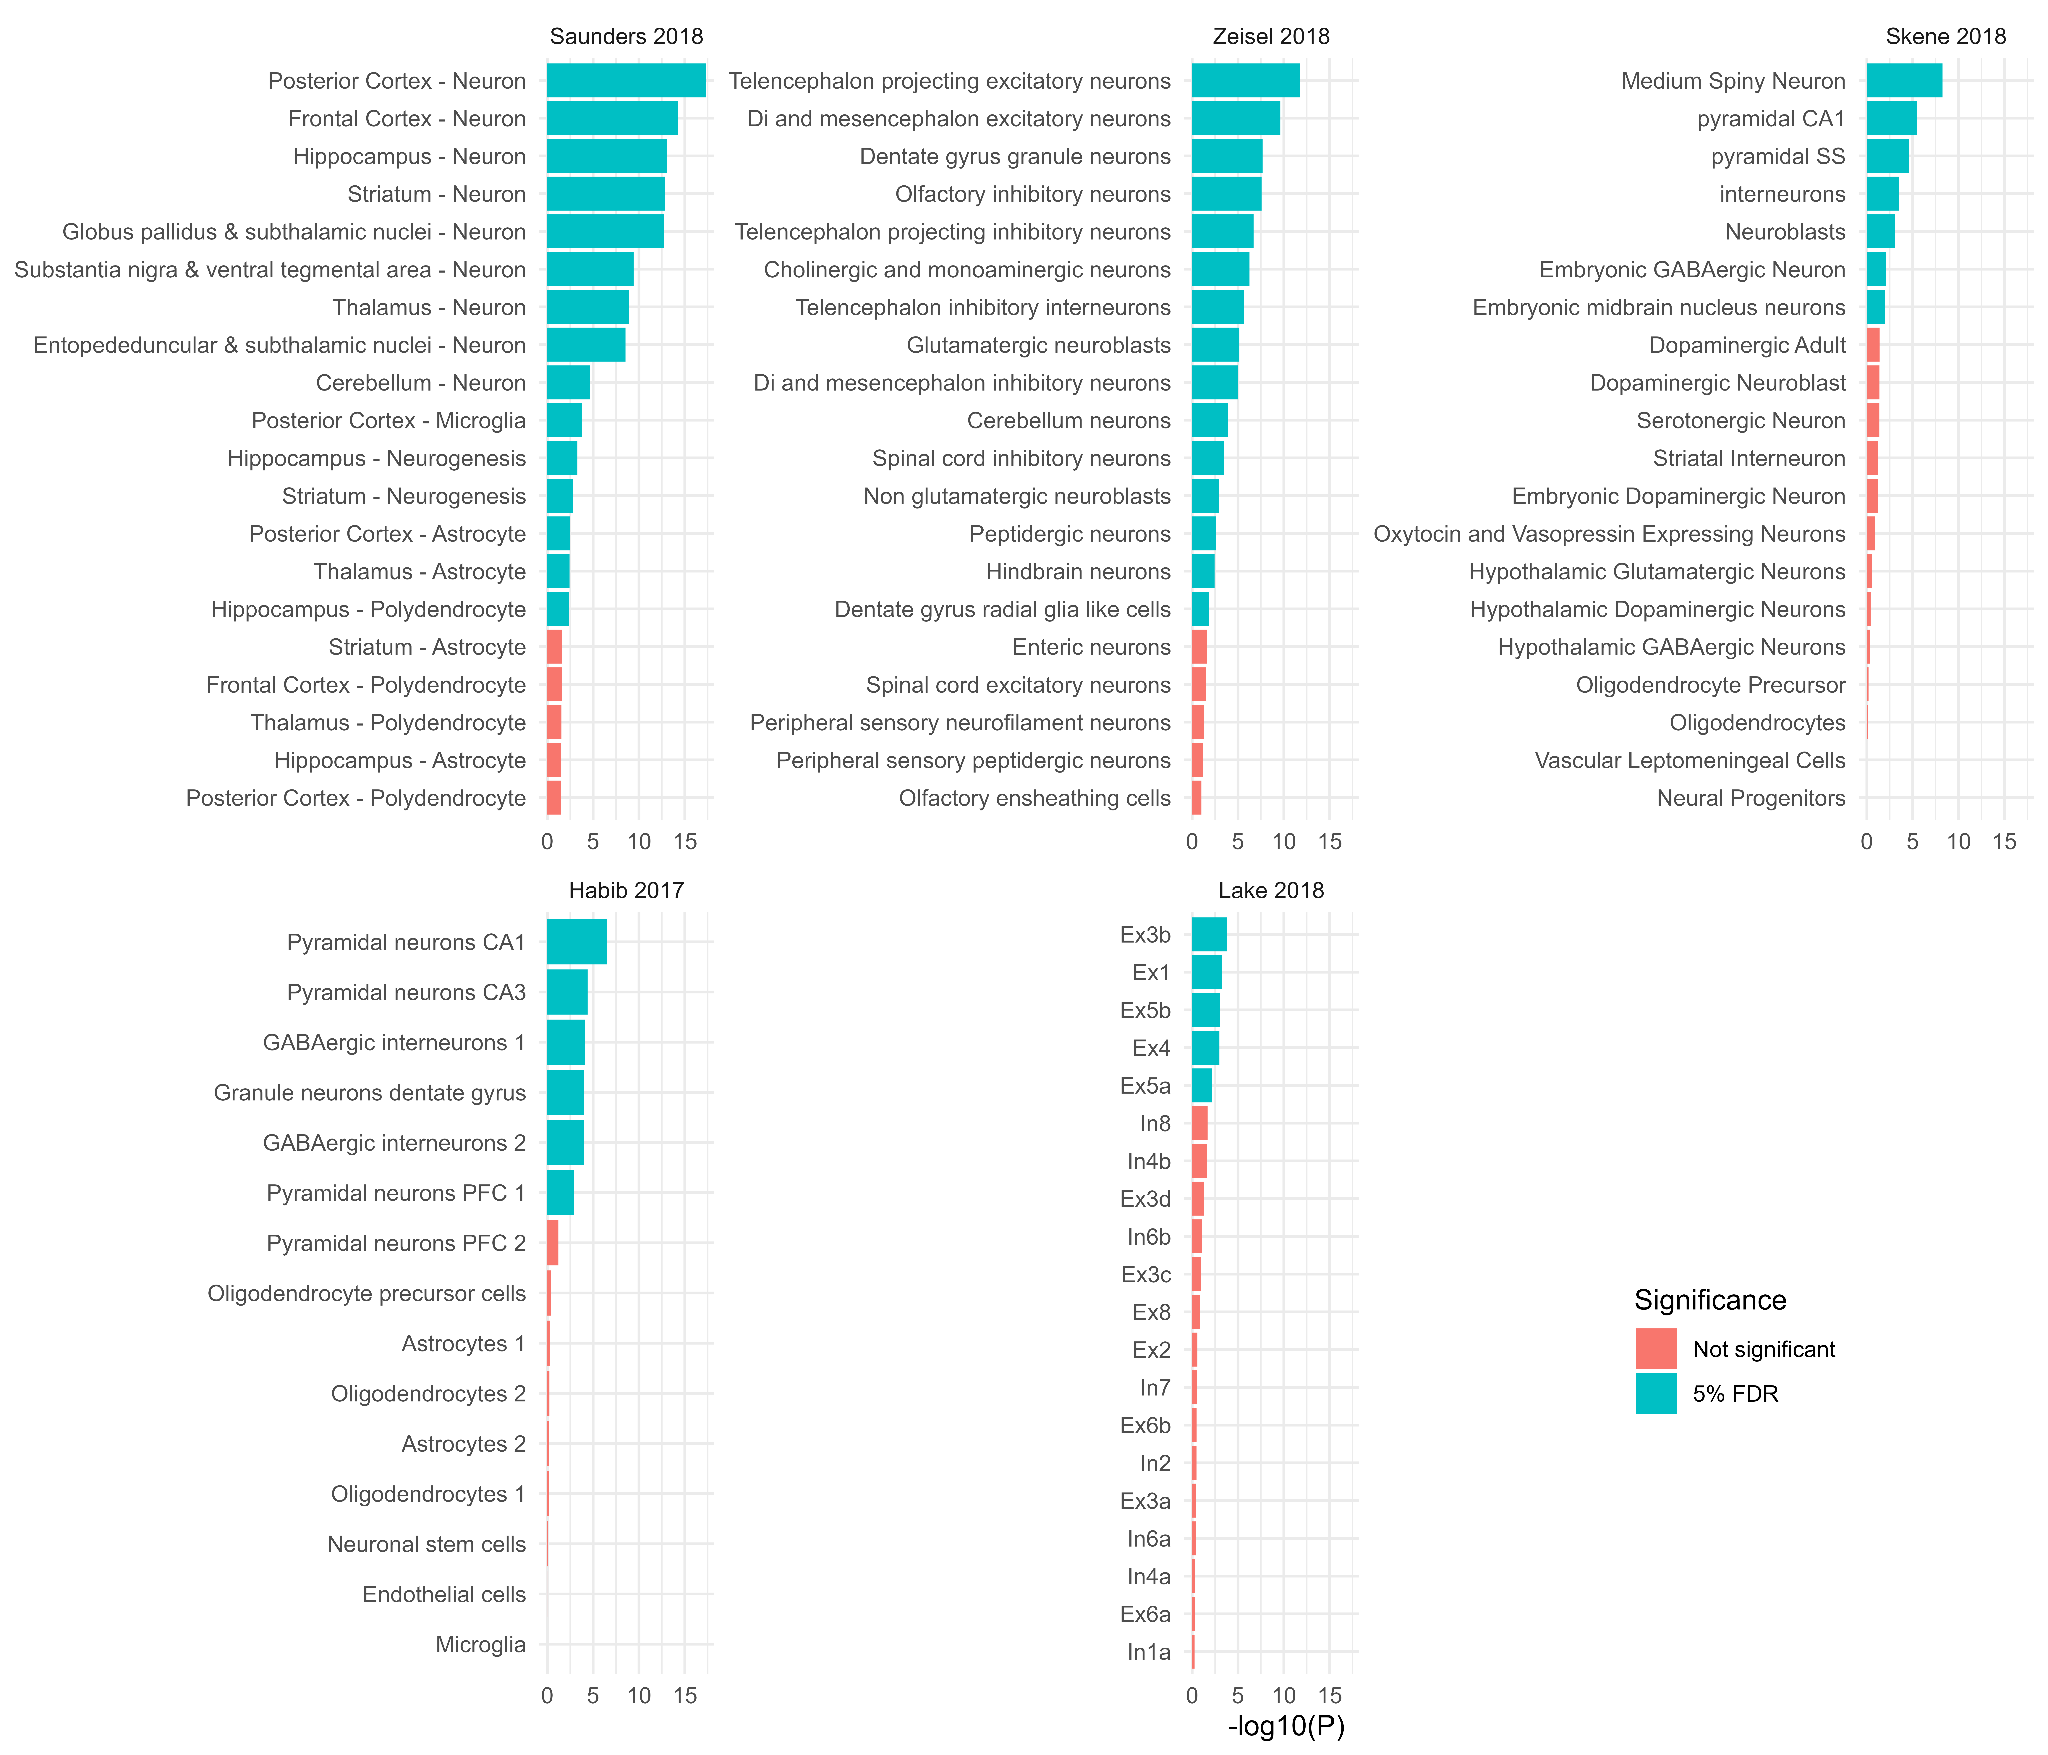 Saunders 2018
Posterior Cortex - Neuron
Frontal Cortex - Neuron
Hippocampus - Neuron
Striatum - Neuron
Globus pallidus & subthalamic nuclei - Neuron
Substantia nigra & ventral tegmental area - Neuron
Thalamus - Neuron
Entopeduncular & subthalamic nuclei - Neuron
Cerebellum - Neuron
Posterior Cortex - Microglia
Hippocampus - Neurogenesis
Striatum - Neurogenesis
Posterior Cortex - Astrocyte
Thalamus - Astrocyte
Hippocampus - Polydendrocyte
Striatum - Astrocyte
Frontal Cortex - Polydendrocyte
Thalamus - Polydendrocyte
Hippocampus - Astrocyte
Posterior Cortex - Polydendrocyte
0 5 10 15
Zeisel 2018
Telencephalon projecting excitatory neurons
Di and mesencephalon excitatory neurons
Dentate gyrus granule neurons
Olfactory inhibitory neurons
Telencephalon projecting inhibitory neurons
Cholinergic and monoaminergic neurons
Telencephalon inhibitory interneurons
Glutamatergic neuroblasts
Di and mesencephalon inhibitory neurons
Cerebellum neurons
Spinal cord inhibitory neurons
Non glutamatergic neuroblasts
Peptidergic neurons
Hindbrain neurons
Dentate gyrus radial glia like cells
Enteric neurons
Spinal cord excitatory neurons
Peripheral sensory neurofilament neurons
Peripheral sensory peptidergic neurons
Olfactory ensheathing cells
0 5 10 15
Skene 2018
Medium Spiny Neuron
pyramidal CA1
pyramidal SS
interneurons
Neuroblasts
Embryonic GABAergic Neuron
Embryonic midbrain nucleus neurons
Dopaminergic Adult
Dopaminergic Neuroblast
Serotonergic Neuron
Striatal Interneuron
Embryonic Dopaminergic Neuron
Oxytocin and Vasopressin Expressing Neurons
Hypothalamic Glutamatergic Neurons
Hypothalamic Dopaminergic Neurons
Hypothalamic GABAergic Neurons
Oligodendrocyte Precursor
Oligodendrocytes
Vascular Leptomeningeal Cells
Neural Progenitors
0 5 10 15
Habib 2017
Pyramidal neurons CA1
Pyramidal neurons CA3
GABAergic interneurons 1
Granule neurons dentate gyrus
GABAergic interneurons 2
Pyramidal neurons PFC 1
Pyramidal neurons PFC 2
Oligodendrocyte precursor cells
Astrocytes 1
Oligodendrocytes 2
Astrocytes 2
Oligodendrocytes 1
Neuronal stem cells
Endothelial cells
Microglia
0 5 10 15
Lake 2018
Ex3b
Ex1
Ex5b
Ex4
Ex5a
In8
In4b
Ex3d
In6b
Ex3c
Ex8
Ex2
In7
Ex6b
In2
Ex3a
In6a
In4a
Ex6a
In1a
0 5 10 15
-log10(P)
Significance
Not significant
5% FDR